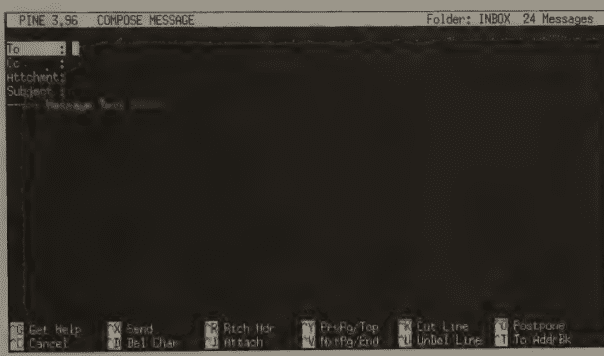 PINE 3.96 COMPOSE MESSAGE Folder: INBOX 24 Messages
To :
Cc :
Attchmnt:
Subject :
----- Message Text -----
^G Get Help ^X Send ^R Rich Hdr ^Y PrvPg/Top ^K Cut Line ^O Postpone
^C Cancel ^D Del Char ^J Attach ^V NxtPg/End ^U UnDel Line ^T To AddrBk